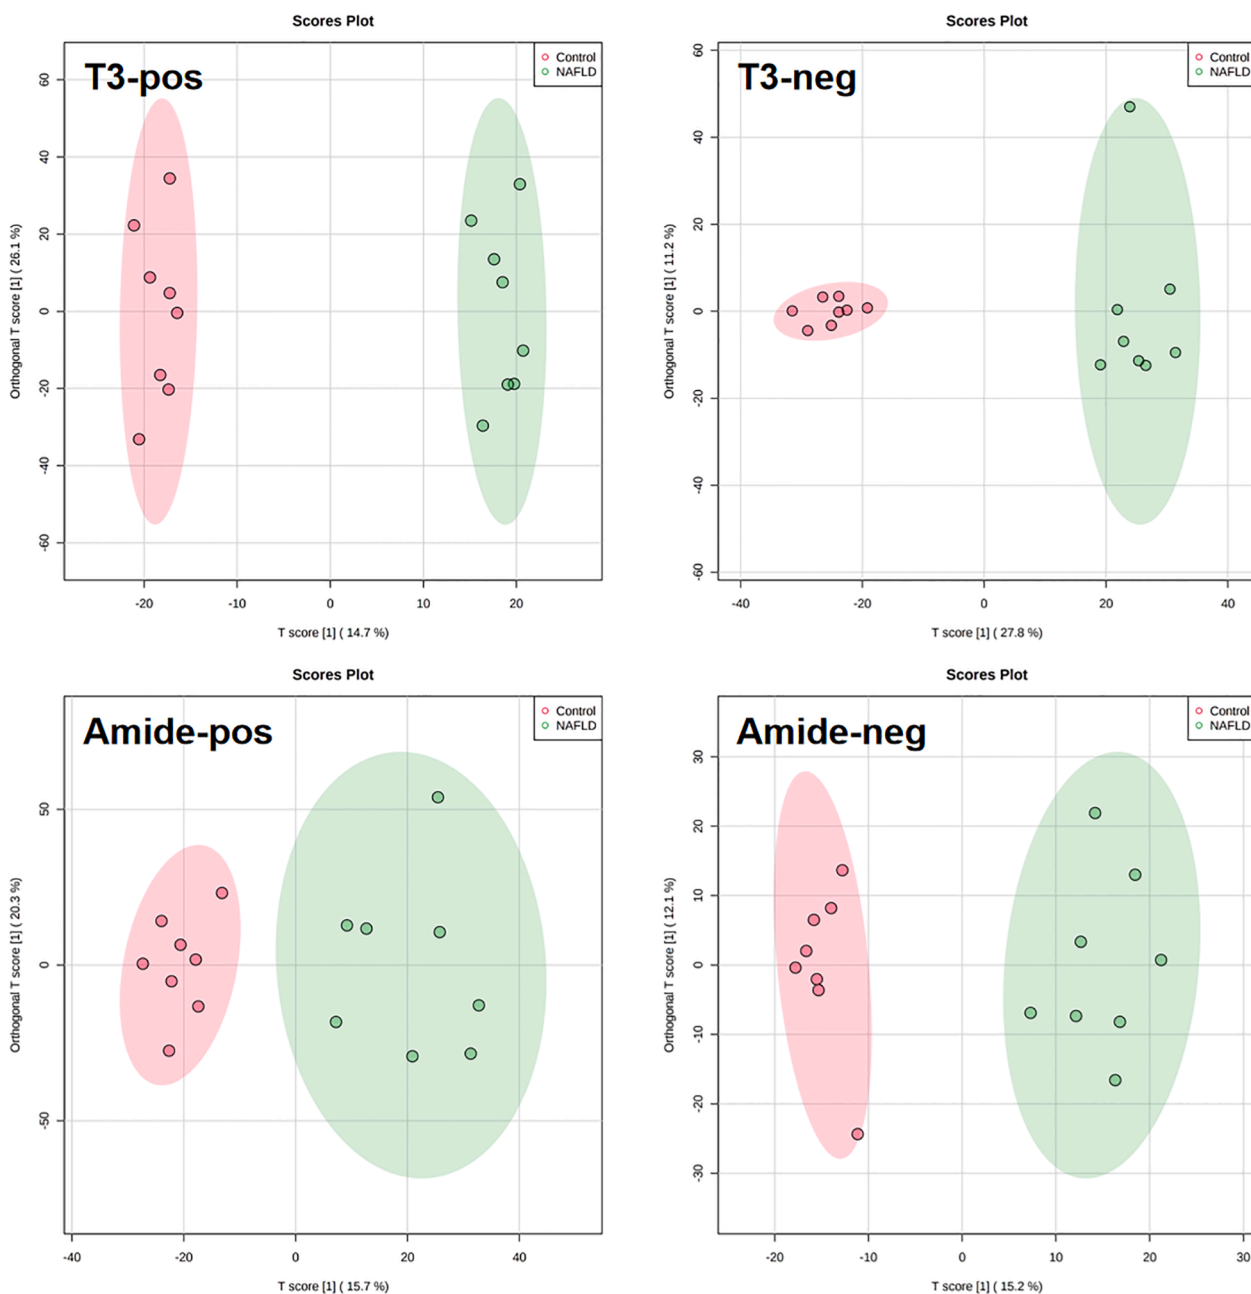 Scores Plot
T3-pos
Control
NAFLD
60
40
20
0
-20
-40
-60
Orthogonal T score [1] ( 26.1 %)
-20 -10 0 10 20
T score [1] ( 14.7 %)
Scores Plot
T3-neg
Control
NAFLD
60
40
20
0
-20
-40
-60
Orthogonal T score [1] ( 11.2 %)
-40 -20 0 20 40
T score [1] ( 27.8 %)
Scores Plot
Amide-pos
Control
NAFLD
50
0
-50
Orthogonal T score [1] ( 20.3 %)
-40 -20 0 20 40
T score [1] ( 15.7 %)
Scores Plot
Amide-neg
Control
NAFLD
30
20
10
0
-10
-20
-30
Orthogonal T score [1] ( 12.1 %)
-20 -10 0 10 20 30
T score [1] ( 15.2 %)